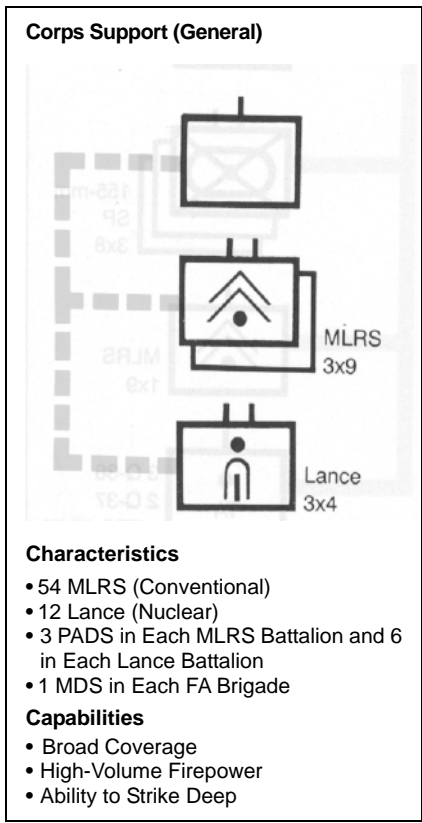 Corps Support (General)
MLRS
3x9
Lance
3x4
Characteristics
• 54 MLRS (Conventional)
• 12 Lance (Nuclear)
• 3 PADS in Each MLRS Battalion and 6
in Each Lance Battalion
• 1 MDS in Each FA Brigade
Capabilities
• Broad Coverage
• High-Volume Firepower
• Ability to Strike Deep